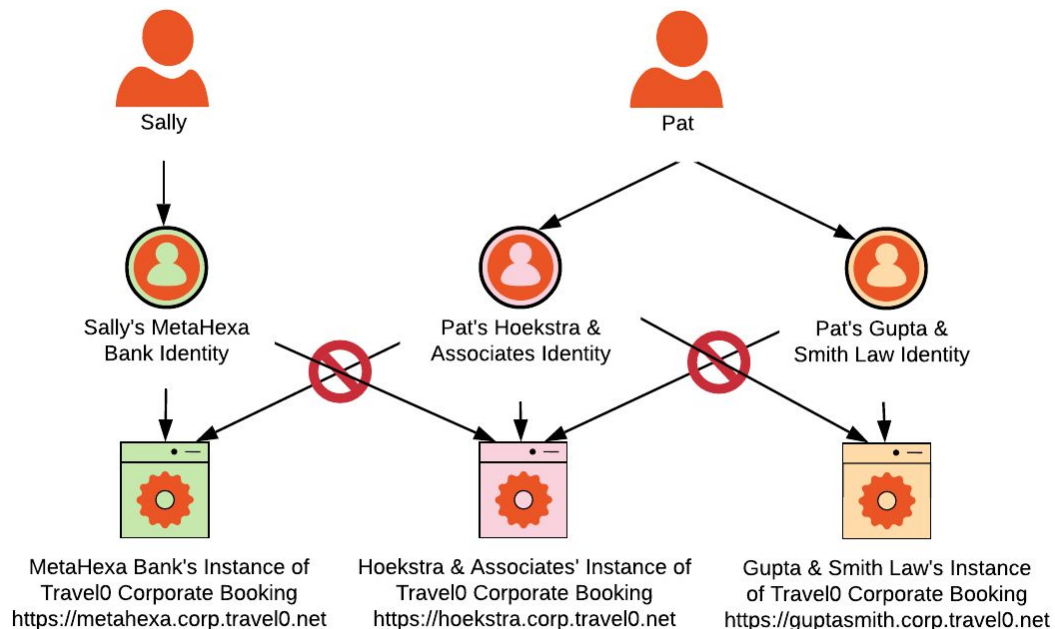 Sally
Pat
Sally's MetaHexa
Bank Identity
Pat's Hoekstra &
Associates Identity
Pat's Gupta &
Smith Law Identity
MetaHexa Bank's Instance of
Travel0 Corporate Booking
https://metahexa.corp.travel0.net
Hoekstra & Associates' Instance of
Travel0 Corporate Booking
https://hoekstra.corp.travel0.net
Gupta & Smith Law's Instance
of Travel0 Corporate Booking
https://guptasmith.corp.travel0.net